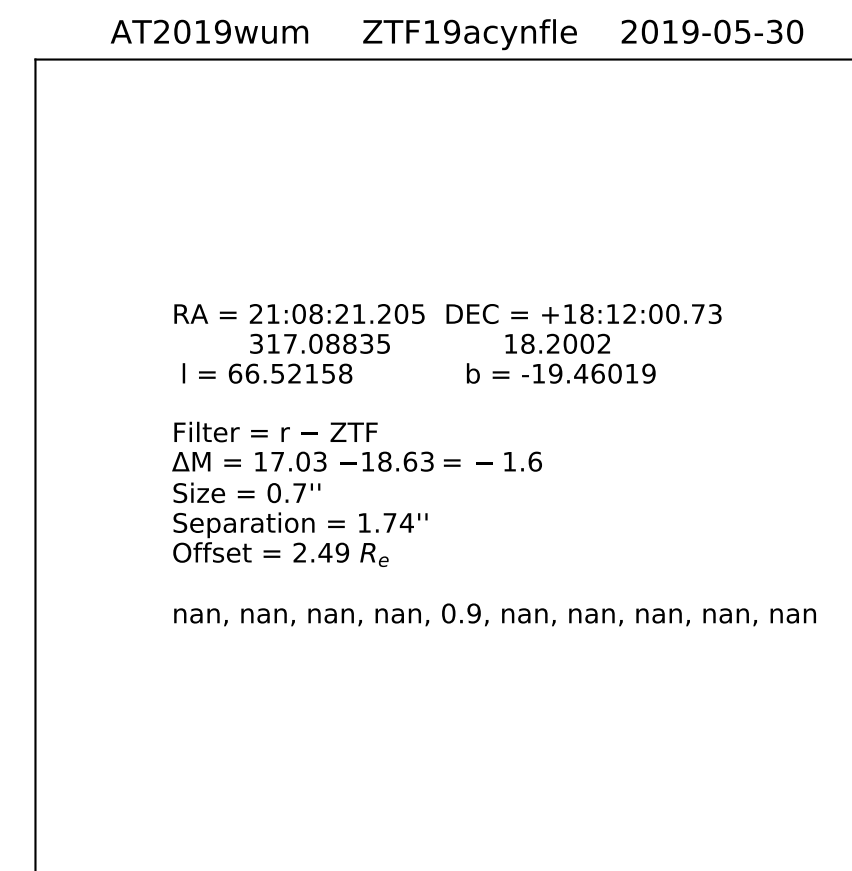 AT2019wum ZTF19acynfle 2019-05-30
RA = 21:08:21.205 DEC = +18:12:00.73
317.08835 18.2002
l = 66.52158 b = -19.46019
Filter = r − ZTF
ΔM = 17.03 −18.63 = − 1.6
Size = 0.7''
Separation = 1.74''
Offset = 2.49 Re
nan, nan, nan, nan, 0.9, nan, nan, nan, nan, nan